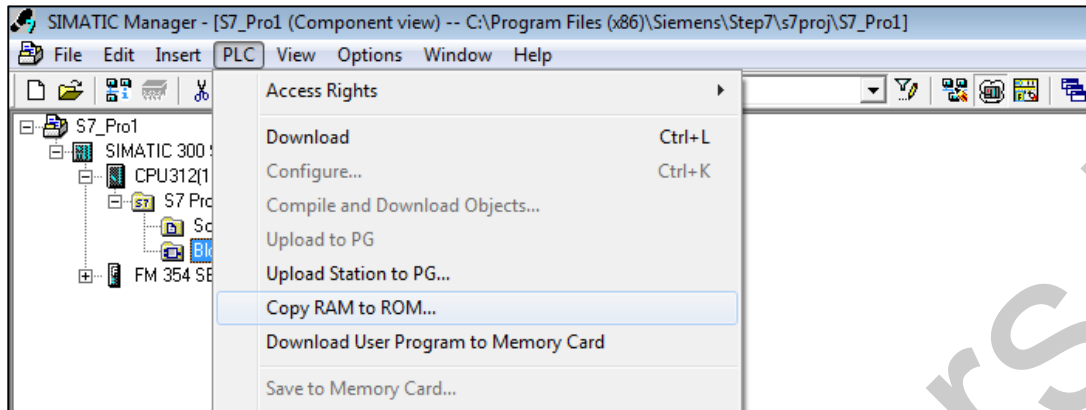 SIMATIC Manager - [S7_Pro1 (Component view) -- C:\Program Files (x86)\Siemens\Step7\s7proj\S7_Pro1]
File Edit Insert PLC View Options Window Help
Access Rights
S7_Pro1
Download Ctrl+L
SIMATIC 300
Configure... Ctrl+K
CPU312(1
Compile and Download Objects...
S7
Upload to PG
Upload Station to PG...
FM 354
Copy RAM to ROM...
Download User Program to Memory Card
Save to Memory Card...